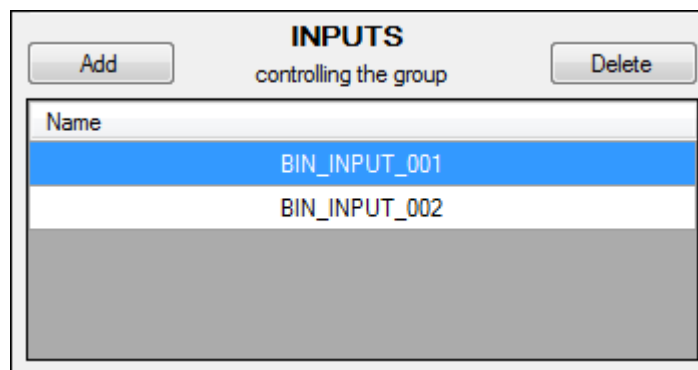 INPUTS
Add
controlling the group
Delete
Name
BIN_INPUT_001
BIN_INPUT_002